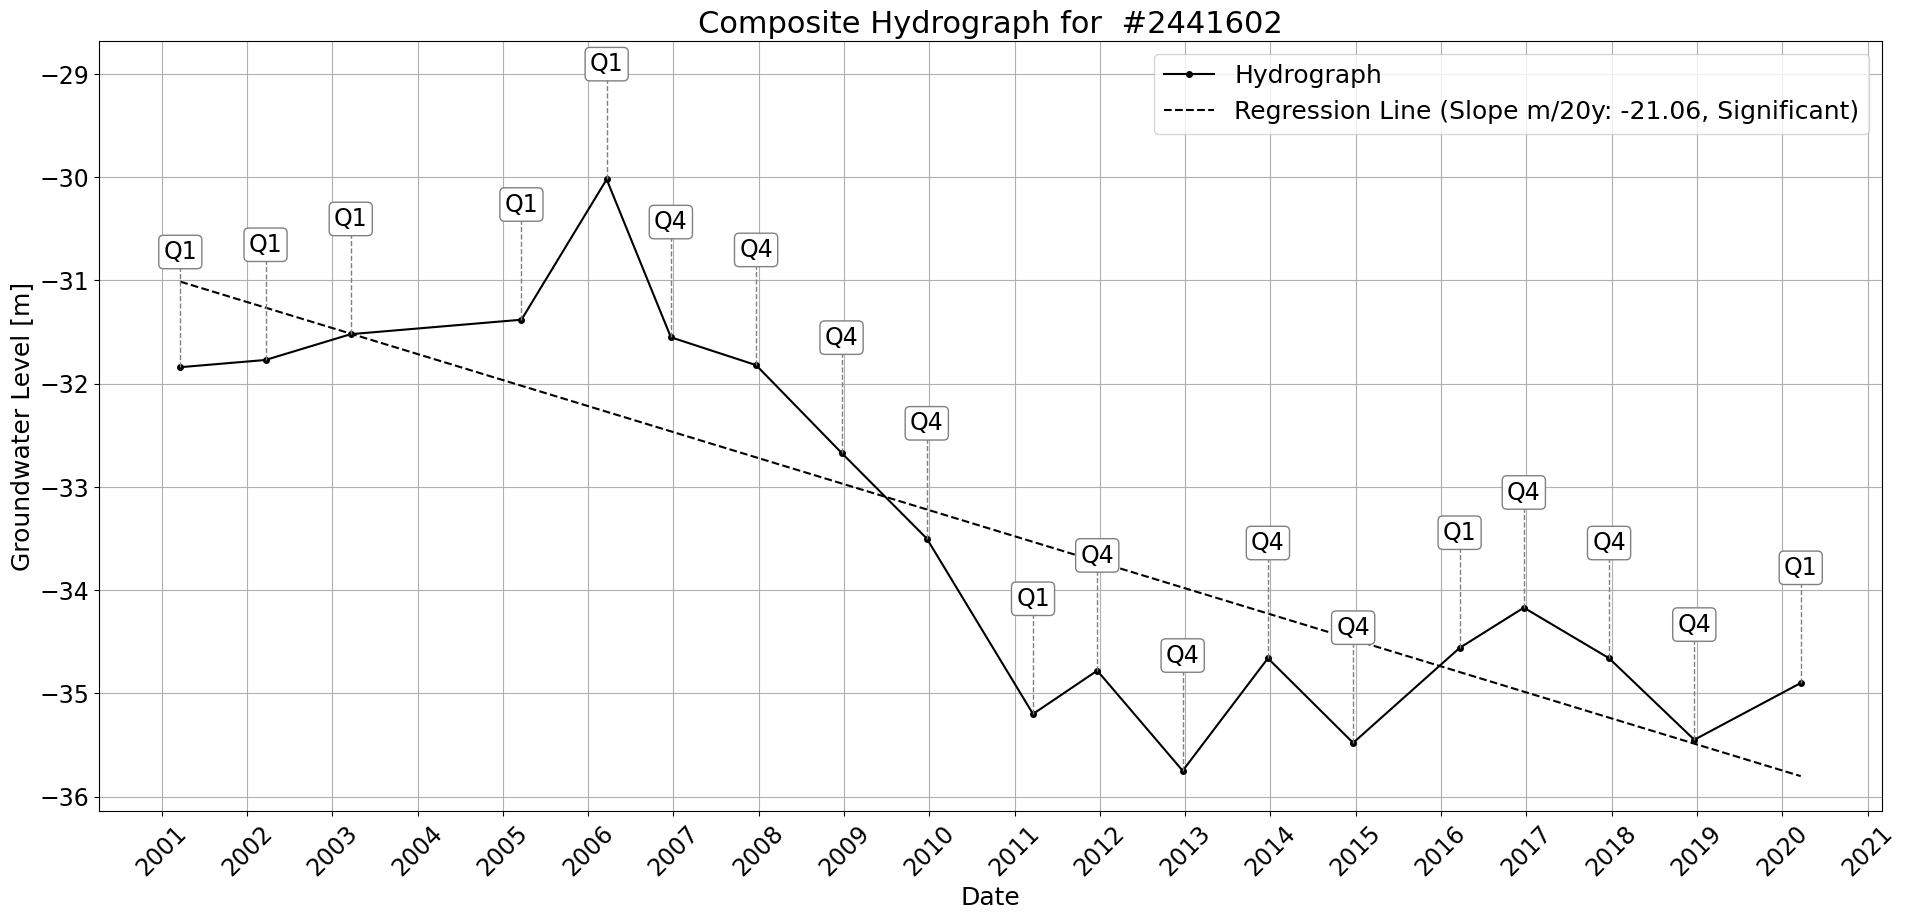 Composite Hydrograph for  #2441602
Hydrograph
Regression Line (Slope m/20y: -21.06, Significant)
Groundwater Level [m]
−29
−30
−31
−32
−33
−34
−35
−36
Q1
Q1
Q1
Q1
Q1
Q4
Q4
Q4
Q4
Q1
Q4
Q4
Q4
Q4
Q1
Q4
Q4
Q4
Q1
2001
2002
2003
2004
2005
2006
2007
2008
2009
2010
2011
2012
2013
2014
2015
2016
2017
2018
2019
2020
2021
Date